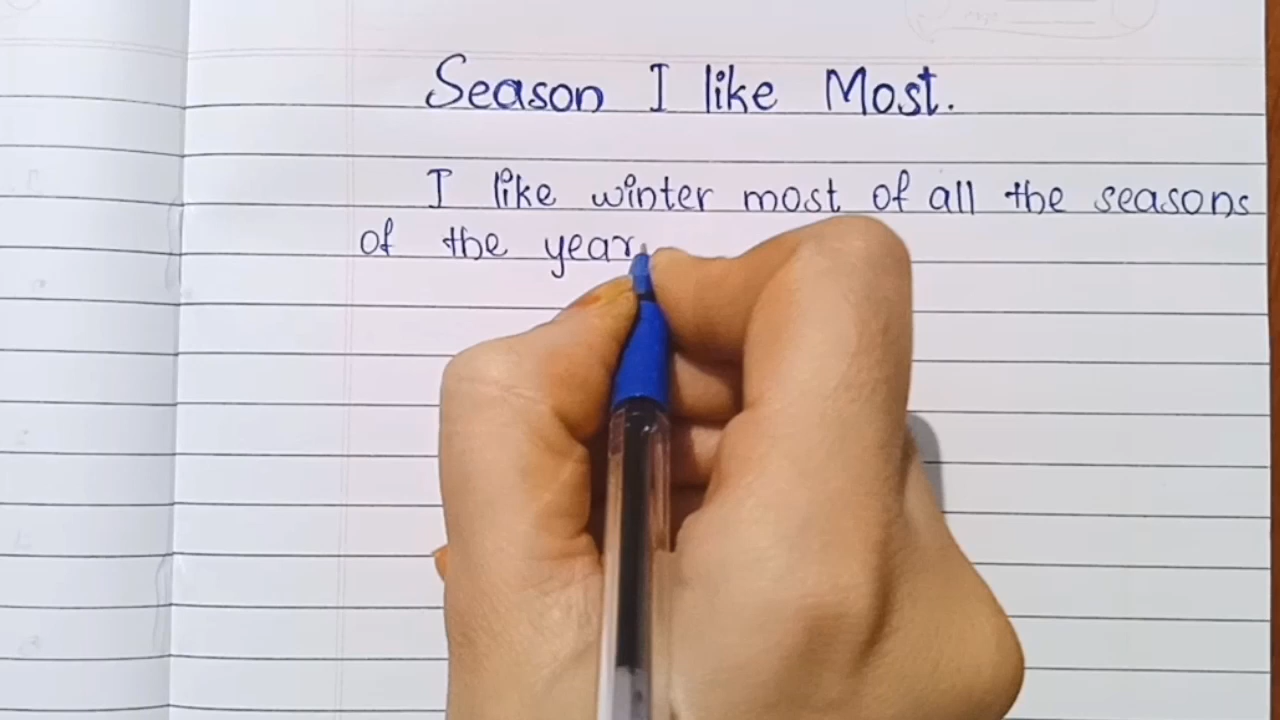 Season I like Most.
I like winter most of all the seasons
of the year